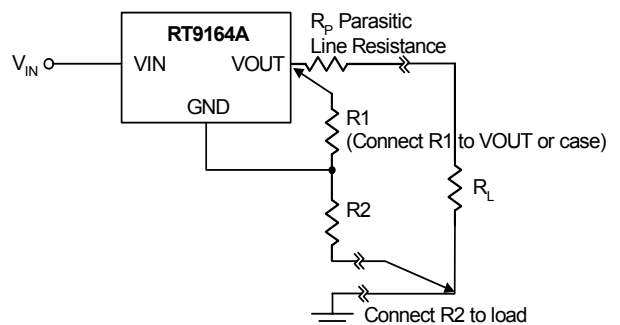 RT9164A
R_P Parasitic
Line Resistance
V_IN
VIN
VOUT
GND
R1
(Connect R1 to VOUT or case)
R2
R_L
Connect R2 to load